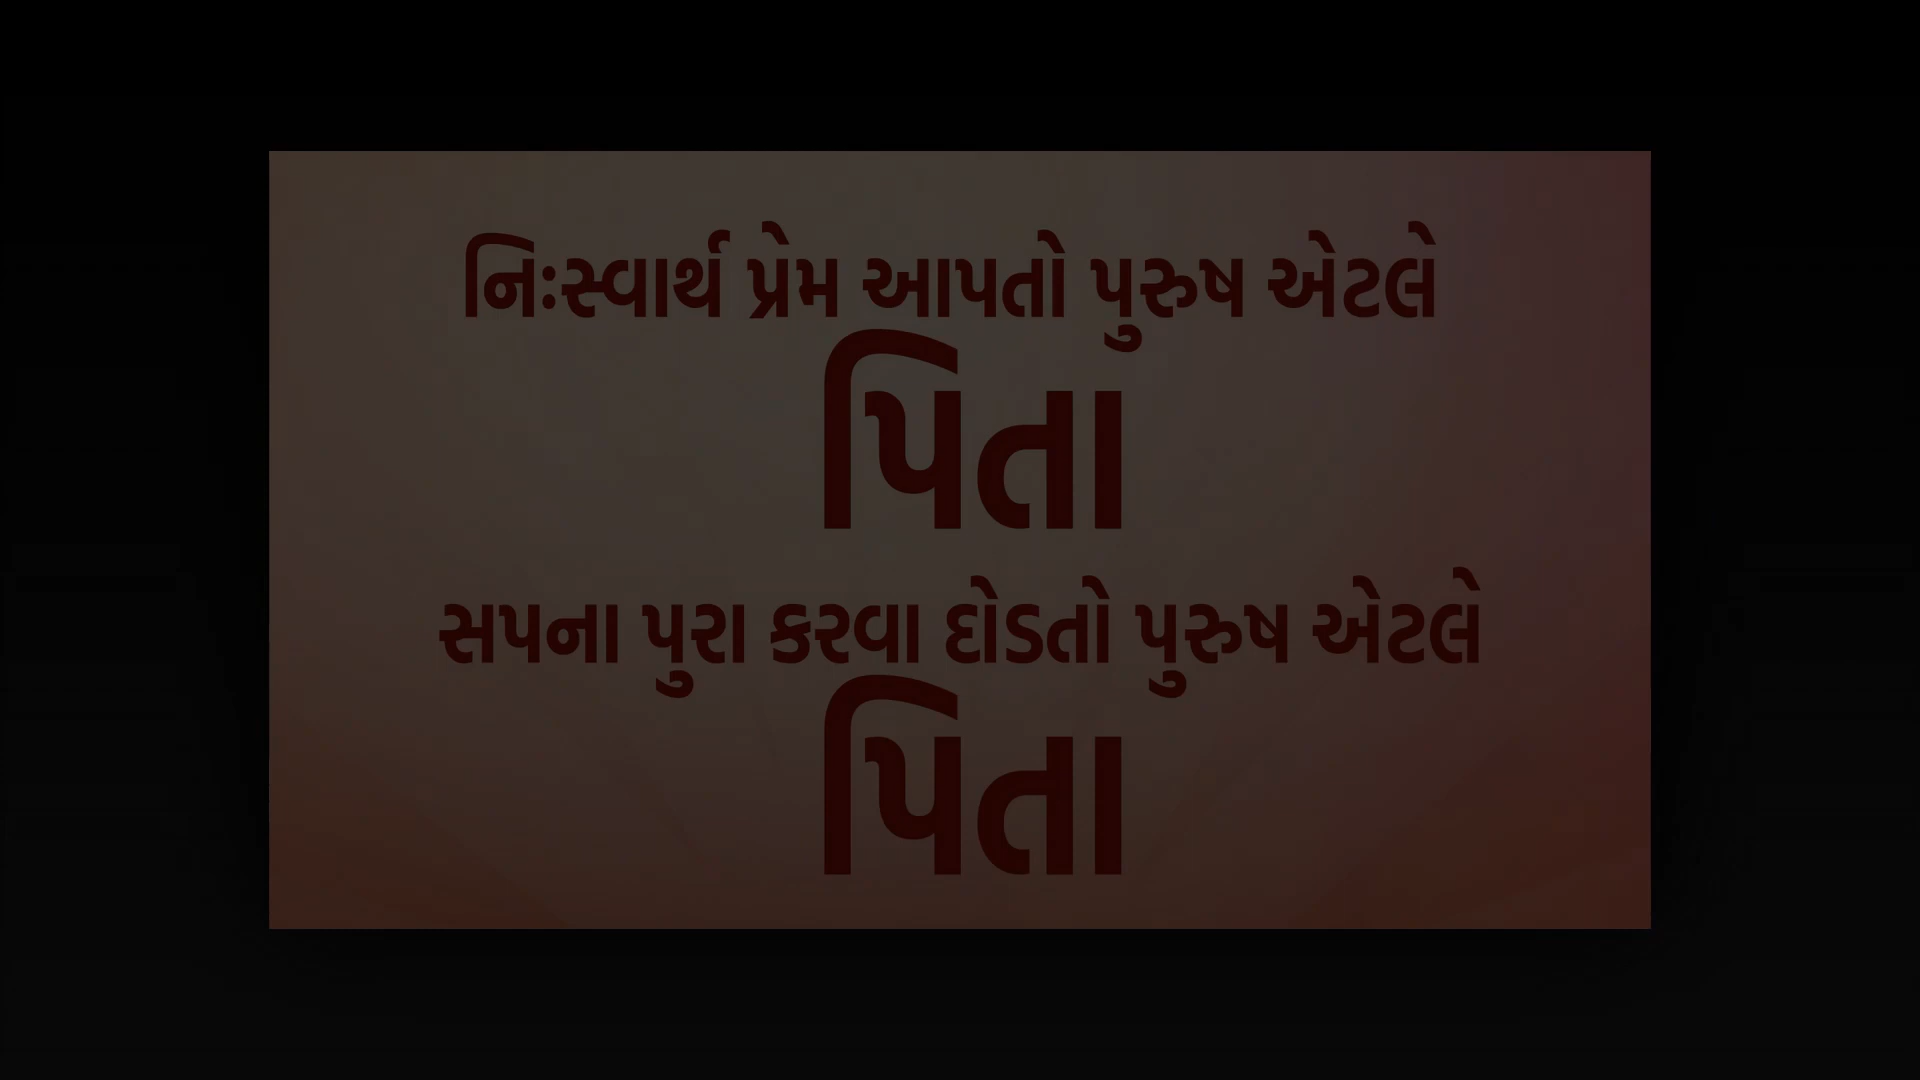 નિઃસ્વાર્થ પ્રેમ આપતો પુરુષ એટલે
પિતા
સપના પુરા કરવા દોડતો પુરુષ એટલે
પિતા